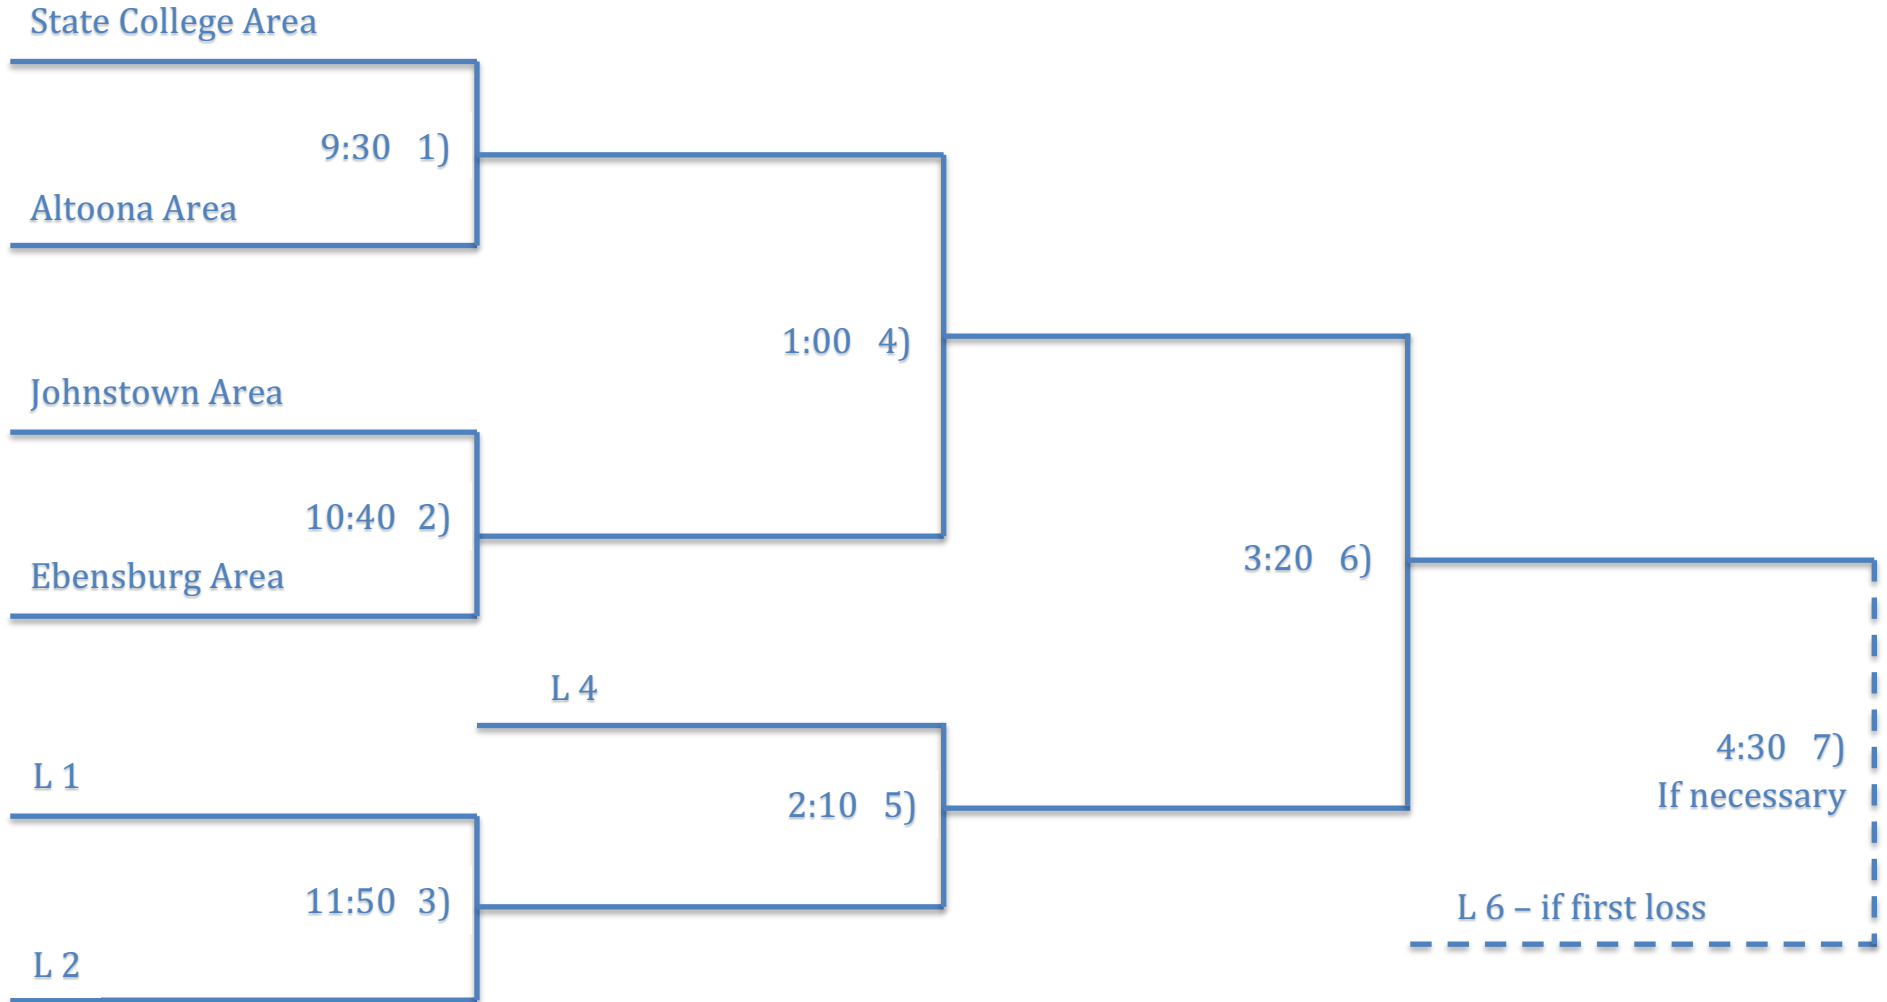 State College Area
9:30 1)
Altoona Area
1:00 4)
Johnstown Area
10:40 2)
Ebensburg Area
3:20 6)
L 4
L 1
2:10 5)
4:30 7)
If necessary
11:50 3)
L 6 – if first loss
L 2